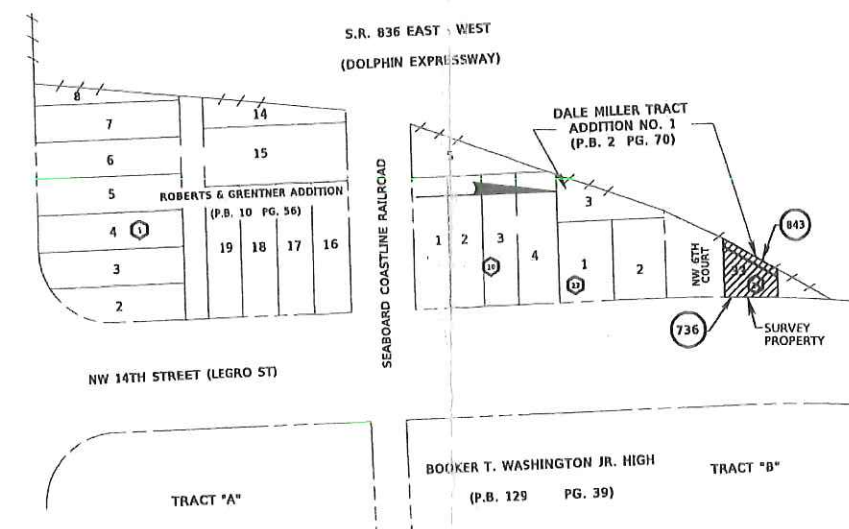 S.R. 836 EAST - WEST
(DOLPHIN EXPRESSWAY)
DALE MILLER TRACT
ADDITION NO. 1
(P.B. 2 PG. 70)
8
7
6
5
4
1
3
2
14
15
ROBERTS & GRENTNER ADDITION
(P.B. 10 PG. 56)
19 18 17 16
SEABOARD COASTLINE RAILROAD
5
1 2 3 4
10
3
1 2
NW 6TH
COURT
33
843
736
SURVEY
PROPERTY
NW 14TH STREET (LEGRO ST)
BOOKER T. WASHINGTON JR. HIGH
(P.B. 129 PG. 39)
TRACT "A"
TRACT "B"